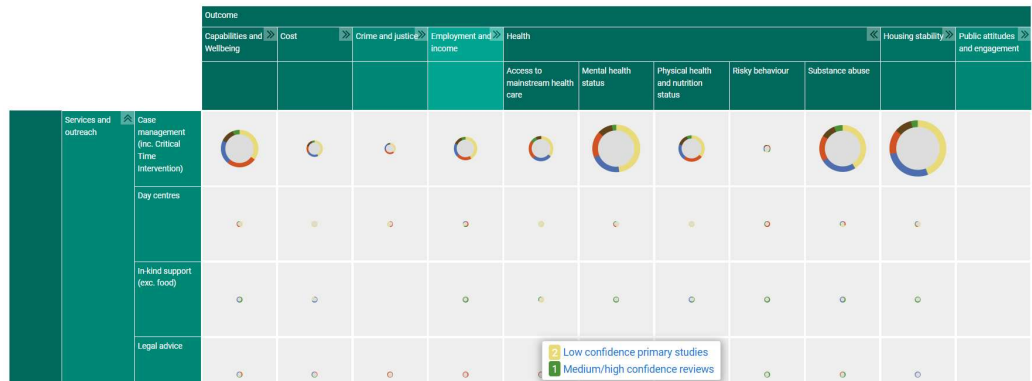 Outcome
Capabilities and Wellbeing
Cost
Crime and justice
Employment and income
Health
Housing stability
Public attitudes and engagement
Access to mainstream health care
Mental health status
Physical health and nutrition status
Risky behaviour
Substance abuse
Services and outreach
Case management (inc. Critical Time Intervention)
Day centres
In-kind support (exc. food)
Legal advice
2 Low confidence primary studies
1 Medium/high confidence reviews